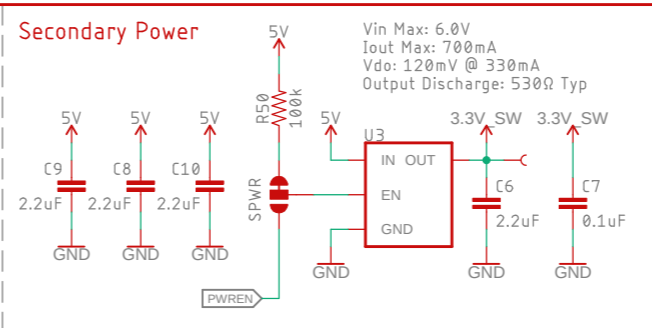 Secondary Power
5V
Vin Max: 6.0V
Iout Max: 700mA
Vdo: 120mV @ 330mA
Output Discharge: 530Ω Typ
R50
100k
5V
5V
5V
5V
3.3V_SW
3.3V_SW
U3
IN OUT
EN
GND
C9
2.2uF
C8
2.2uF
C10
2.2uF
SPWR
C6
2.2uF
C7
0.1uF
GND
GND
GND
GND
GND
GND
PWREN